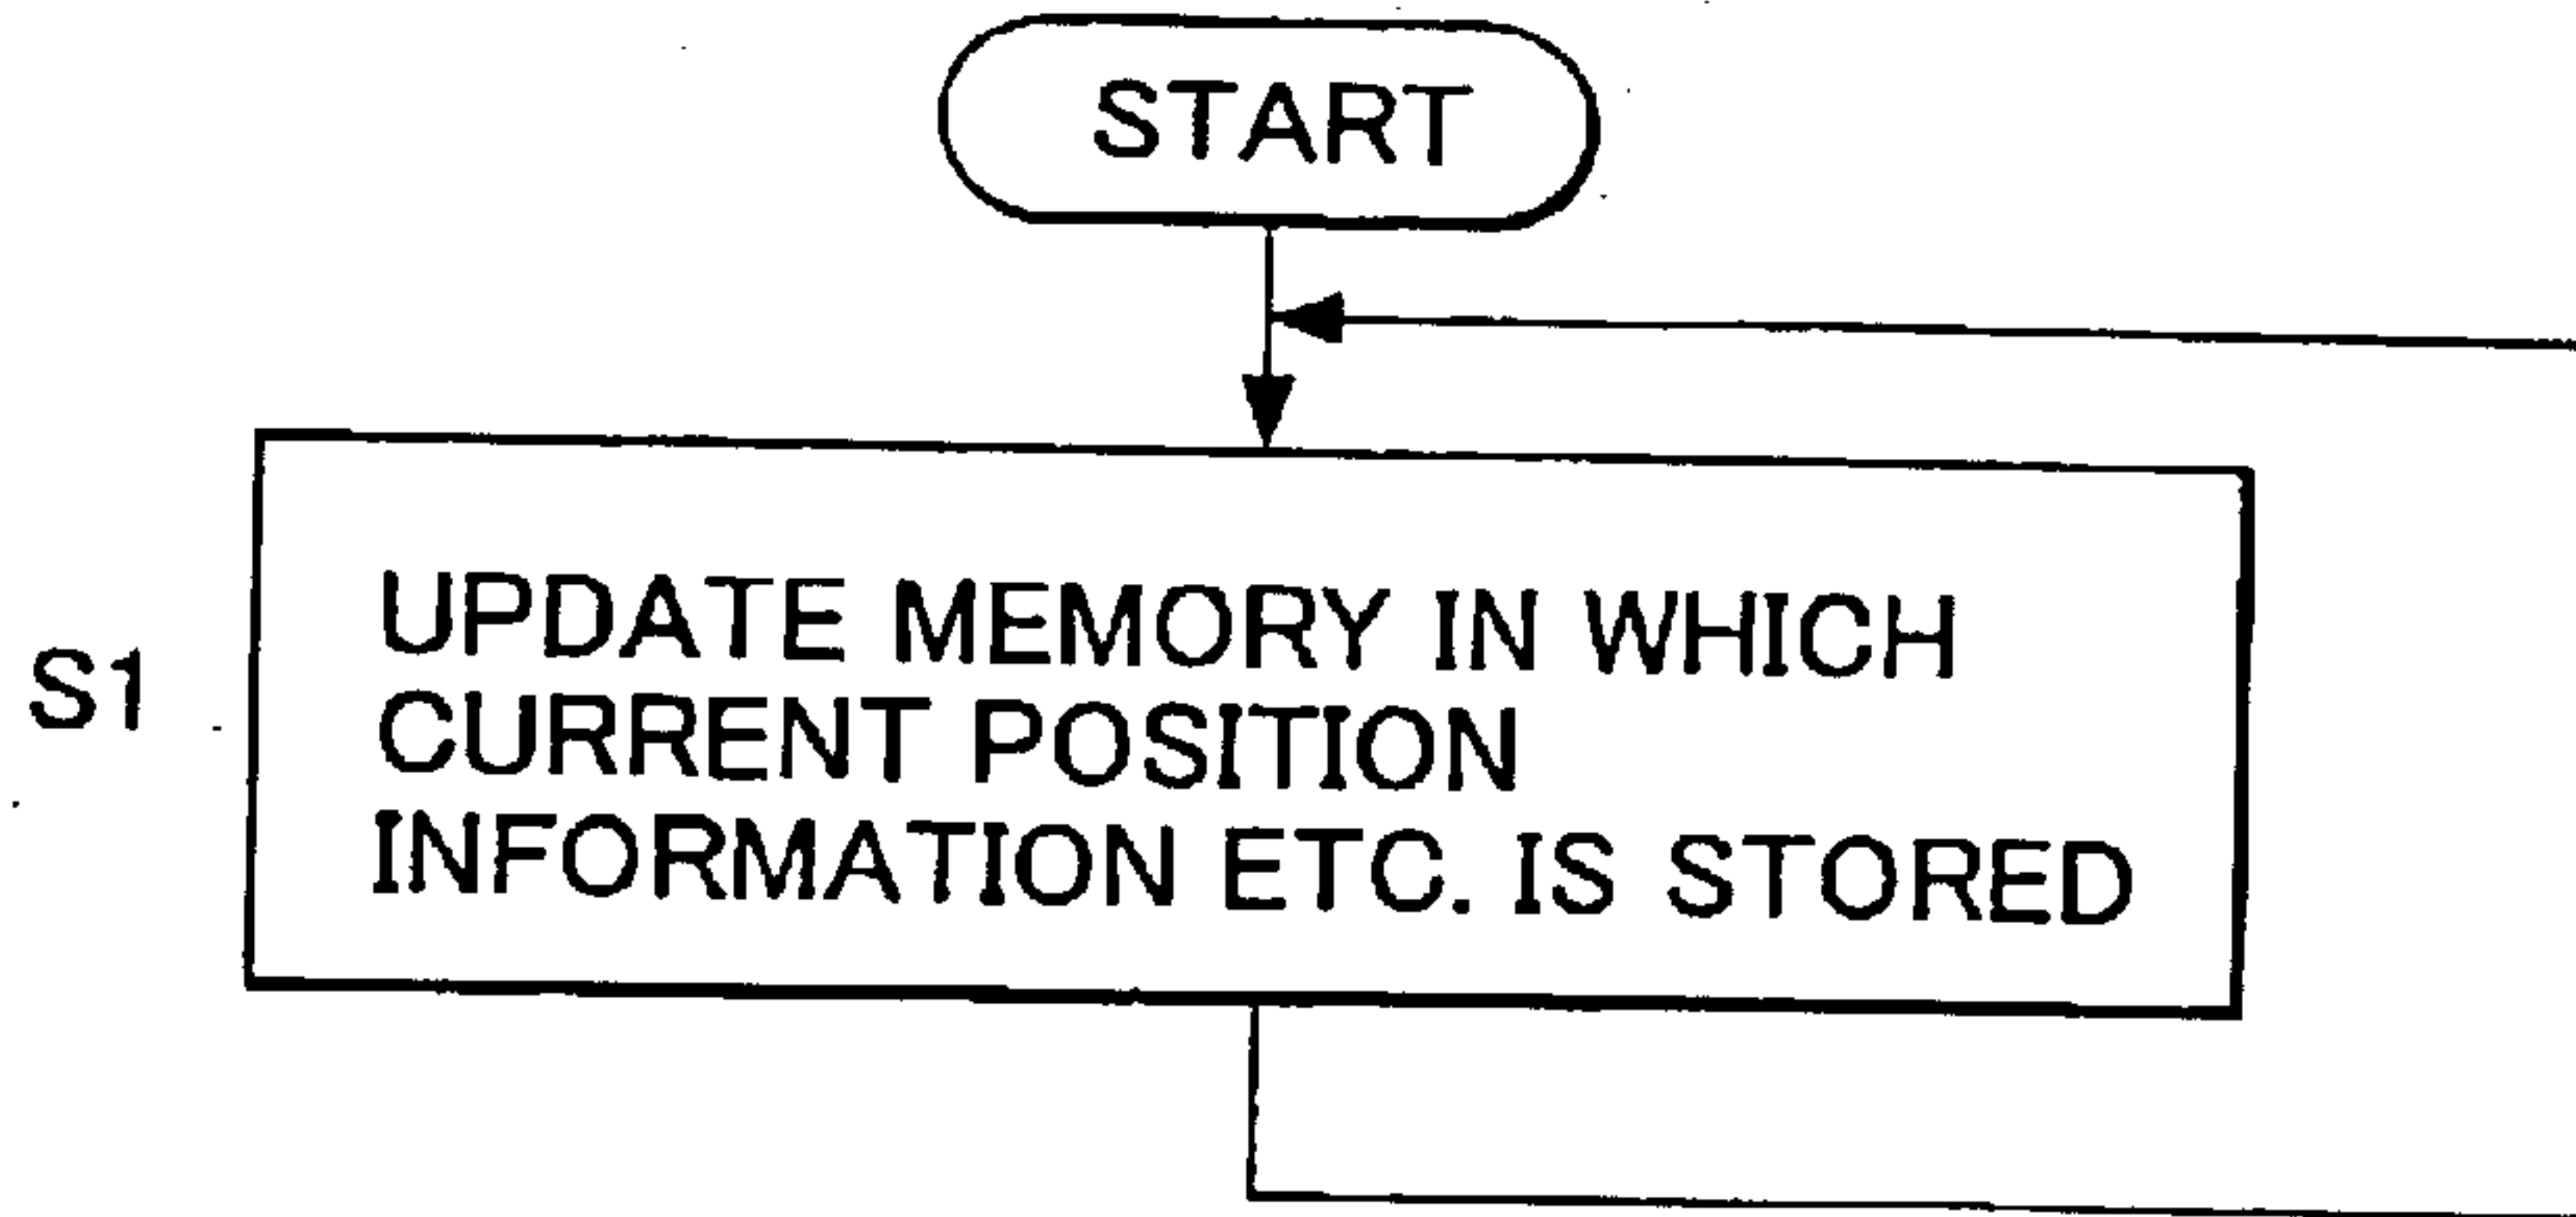 START
S1
UPDATE MEMORY IN WHICH
CURRENT POSITION
INFORMATION ETC. IS STORED